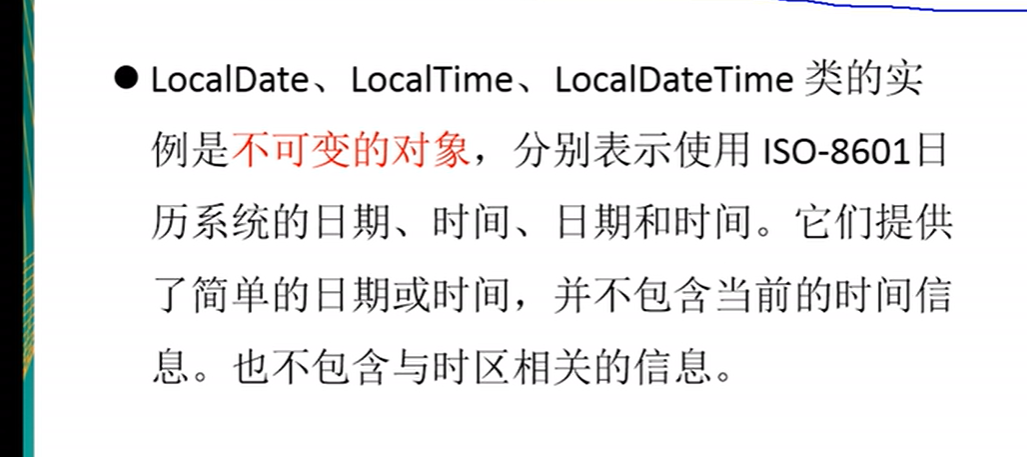 ● LocalDate、LocalTime、LocalDateTime 类的实
例是不可变的对象，分别表示使用 ISO-8601日
历系统的日期、时间、日期和时间。它们提供
了简单的日期或时间，并不包含当前的时间信
息。也不包含与时区相关的信息。